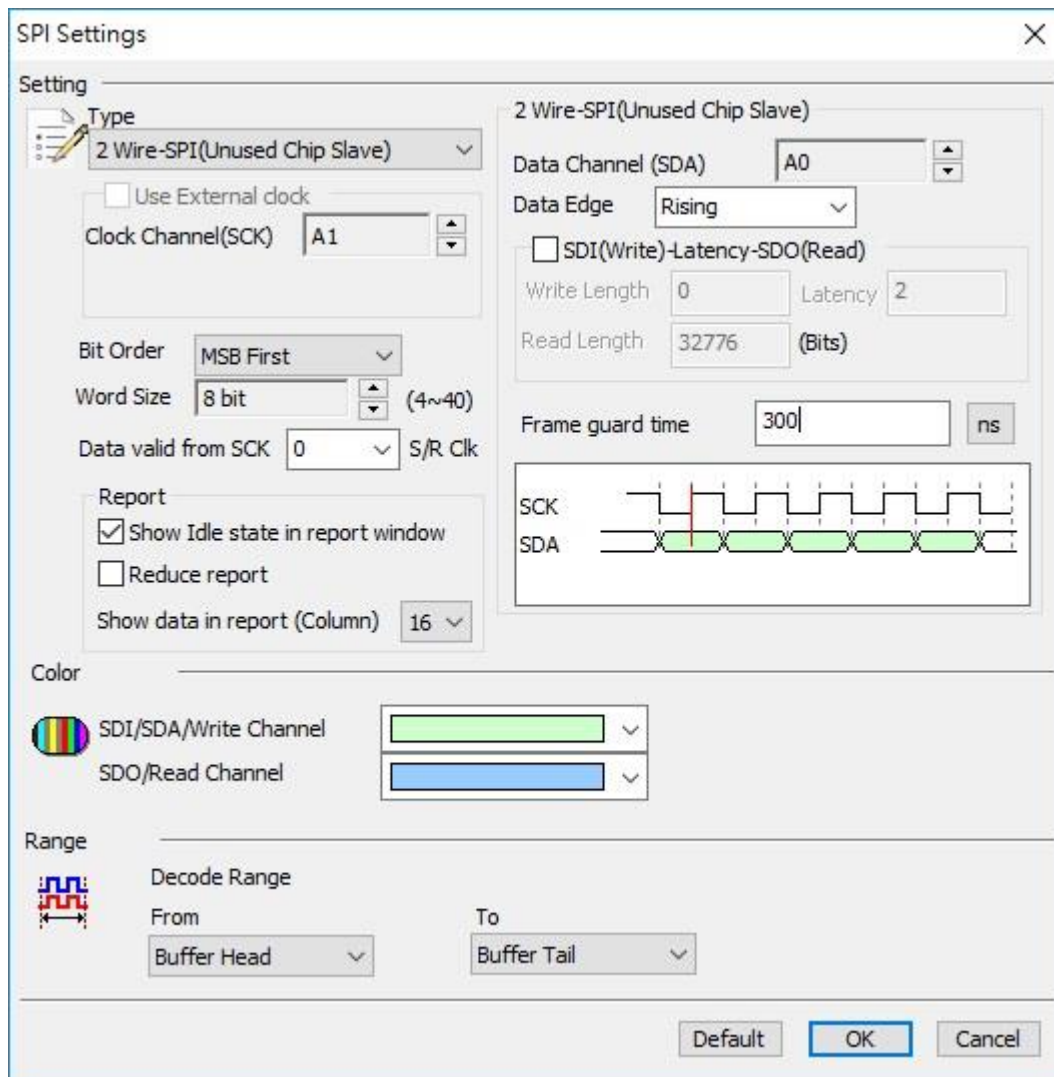 SPI Settings
Setting
Type
2 Wire-SPI(Unused Chip Slave)
Use External clock
Clock Channel(SCK) A1
Bit Order MSB First
Word Size 8 bit (4~40)
Data valid from SCK 0 S/R Clk
Report
Show Idle state in report window
Reduce report
Show data in report (Column) 16
2 Wire-SPI(Unused Chip Slave)
Data Channel (SDA) A0
Data Edge Rising
SDI(Write)-Latency-SDO(Read)
Write Length 0 Latency 2
Read Length 32776 (Bits)
Frame guard time 300 ns
SCK
SDA
Color
SDI/SDA/Write Channel
SDO/Read Channel
Range
Decode Range
From To
Buffer Head Buffer Tail
Default OK Cancel